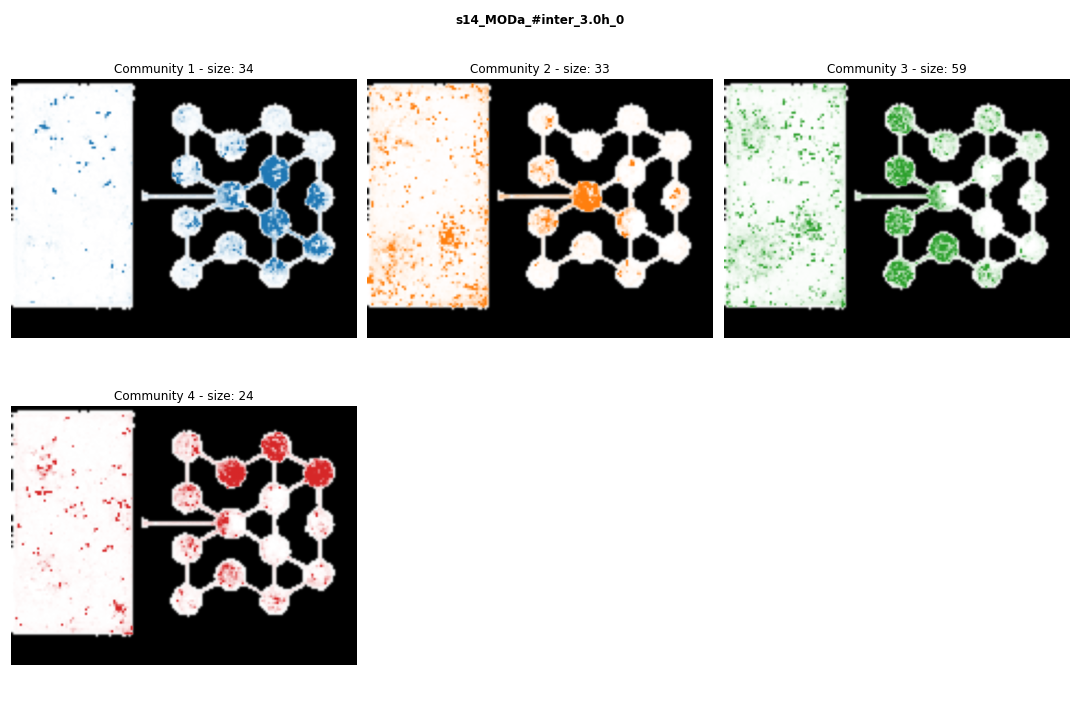 s14_MODa_#inter_3.0h_0
Community 1 - size: 34
Community 2 - size: 33
Community 3 - size: 59
Community 4 - size: 24